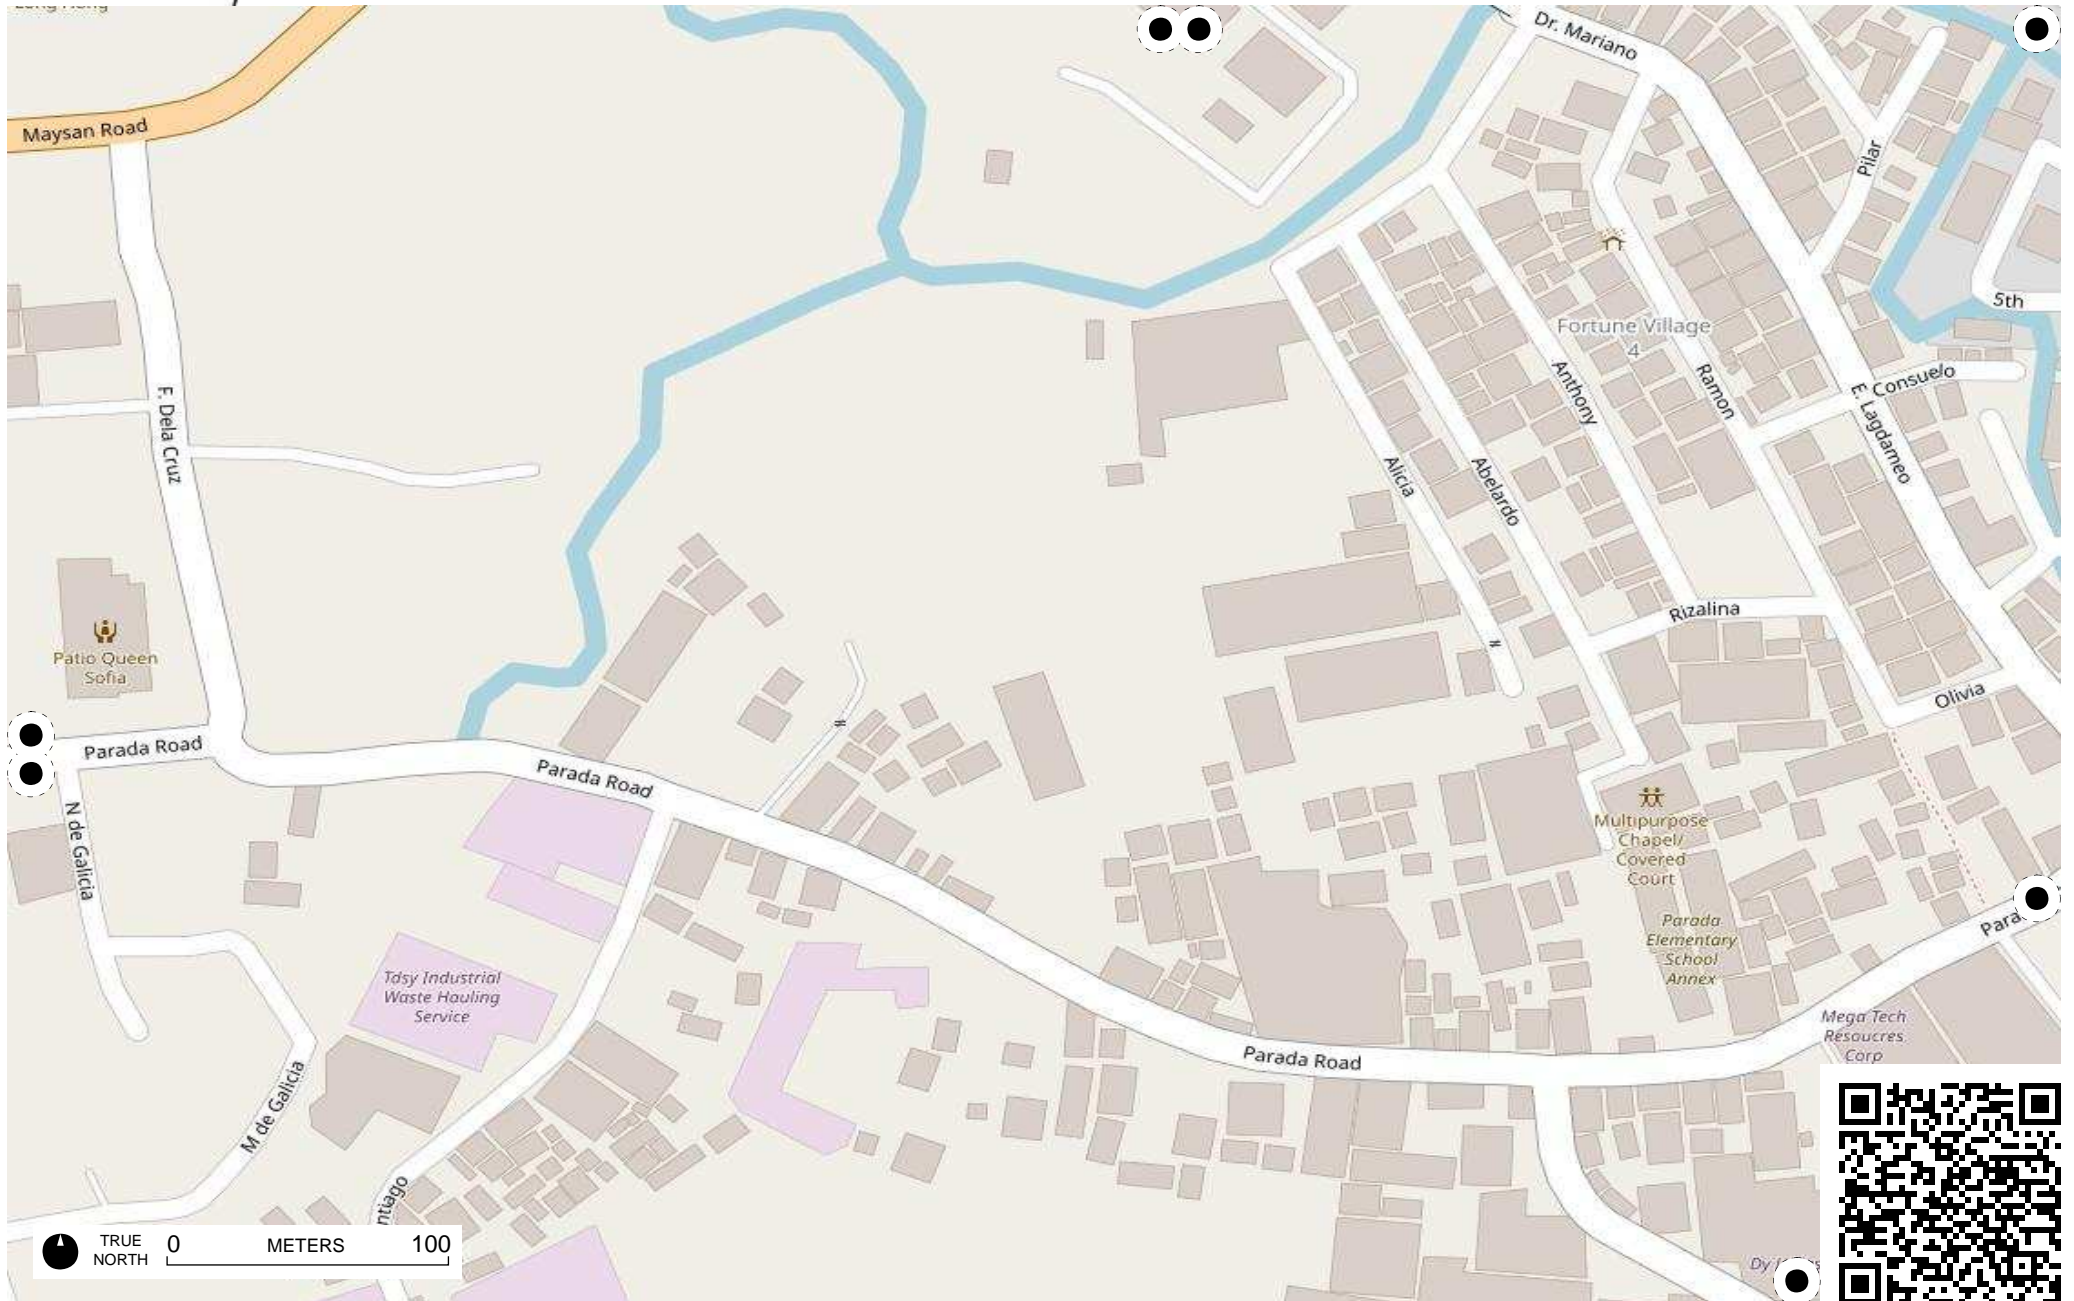 Dr. Mariano
Maysan Road
Pilar
5th
Fortune Village
4
F. Dela Cruz
Anthony
Ramon
E. Lagdameo
Consuelo
Alicia
Abelardo
Rizalina
Patio Queen
Sofia
Olivia
Parada Road
Parada Road
N de Galicia
Multipurpose
Chapel/
Covered
Court
Parada
Elementary
School
Annex
Para
Tdsy Industrial
Waste Hauling
Service
Mega Tech
Resoucres
Corp
Parada Road
M de Galicia
ntiago
TRUE
NORTH
0
METERS
100
Dy